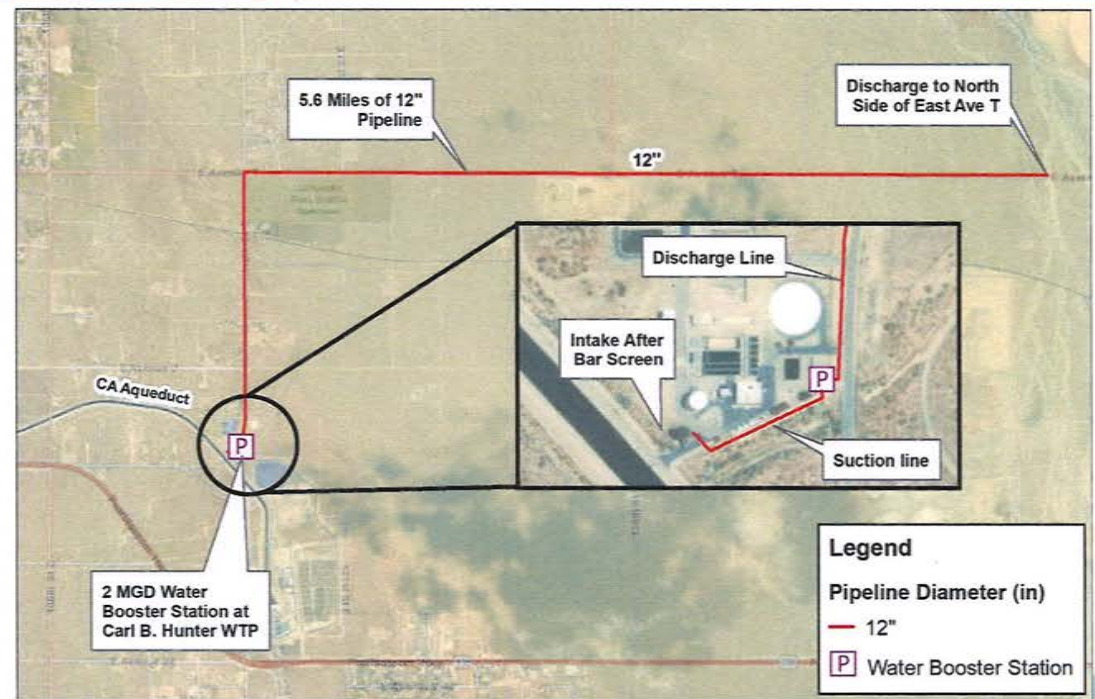 5.6 Miles of 12"
Pipeline
Discharge to North
Side of East Ave T
12"
Discharge Line
Intake After
Bar Screen
P
Suction line
CA Aqueduct
P
2 MGD Water
Booster Station at
Carl B. Hunter WTP
Legend
Pipeline Diameter (in)
12"
P Water Booster Station